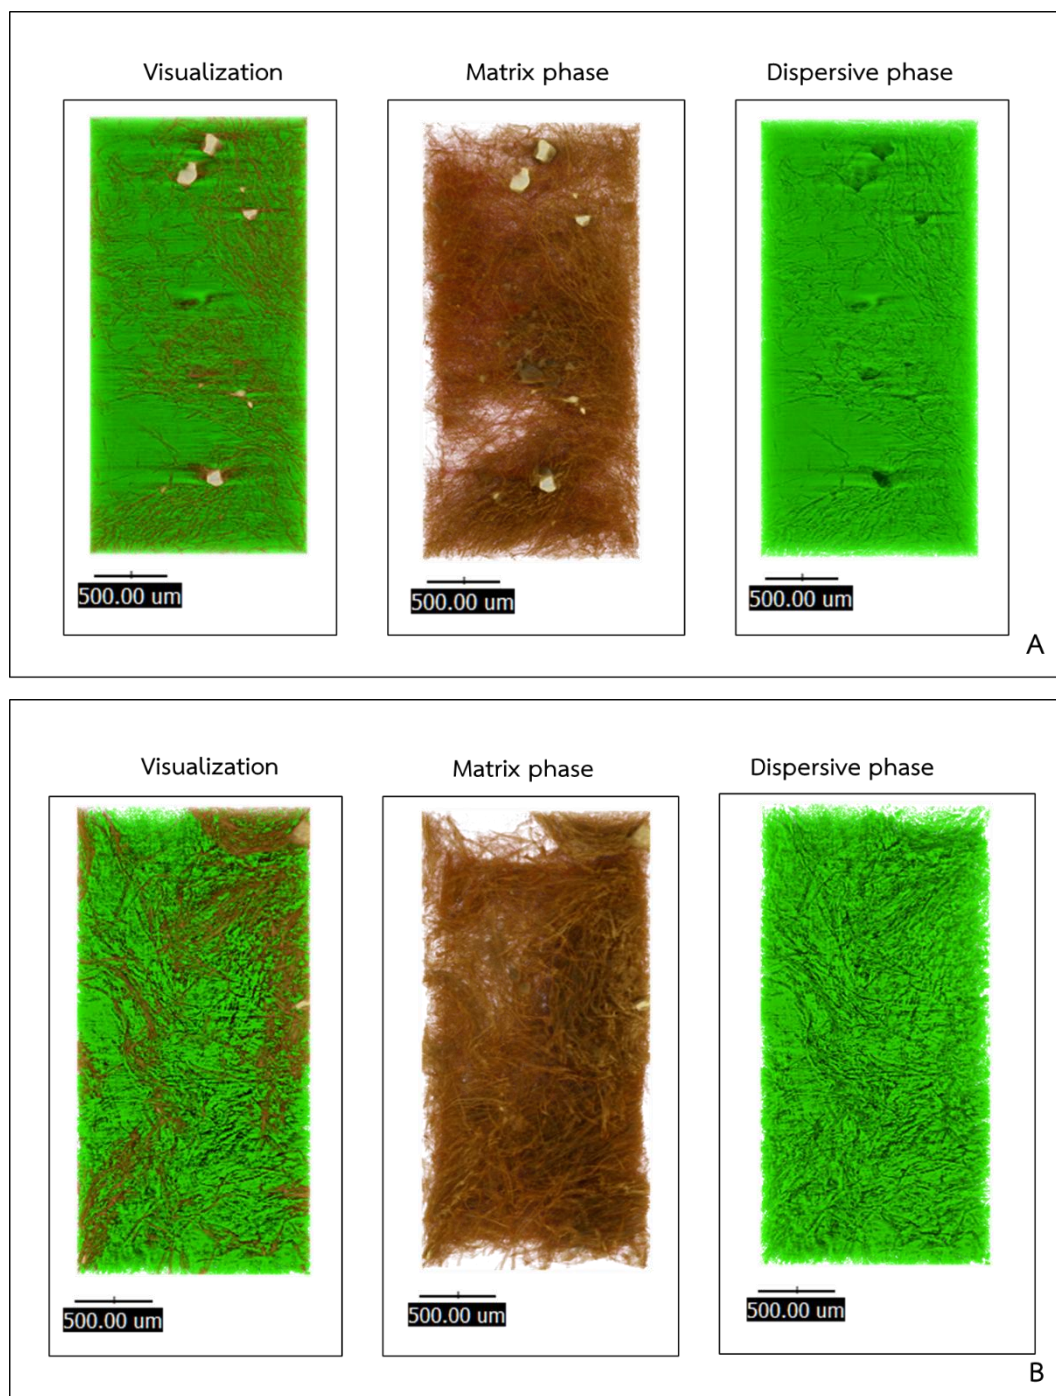 Visualization
Matrix phase
Dispersive phase
500.00 um
500.00 um
500.00 um
A
Visualization
Matrix phase
Dispersive phase
500.00 um
500.00 um
500.00 um
B